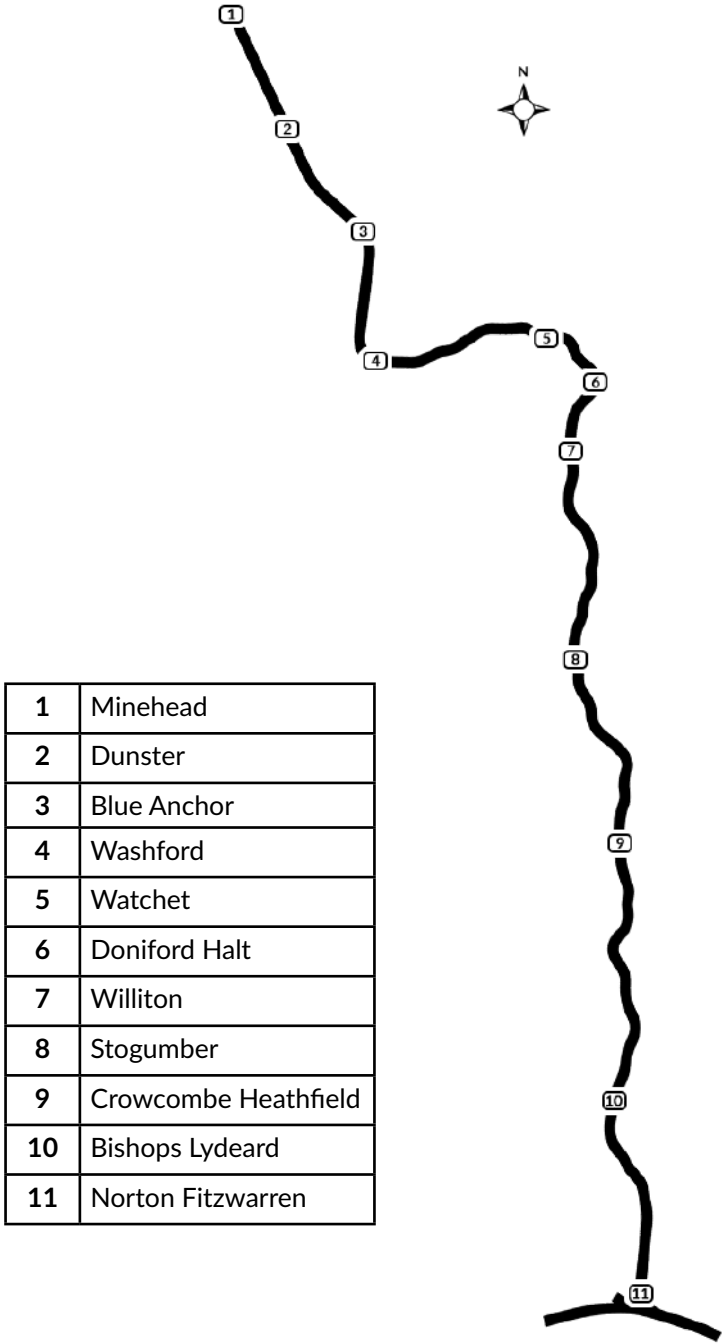 1
N
2
3
5
4
6
7
8
1 Minehead
2 Dunster
3 Blue Anchor
4 Washford
5 Watchet
6 Doniford Halt
7 Williton
8 Stogumber
9 Crowcombe Heathfield
10 Bishops Lydeard
11 Norton Fitzwarren
9
10
11